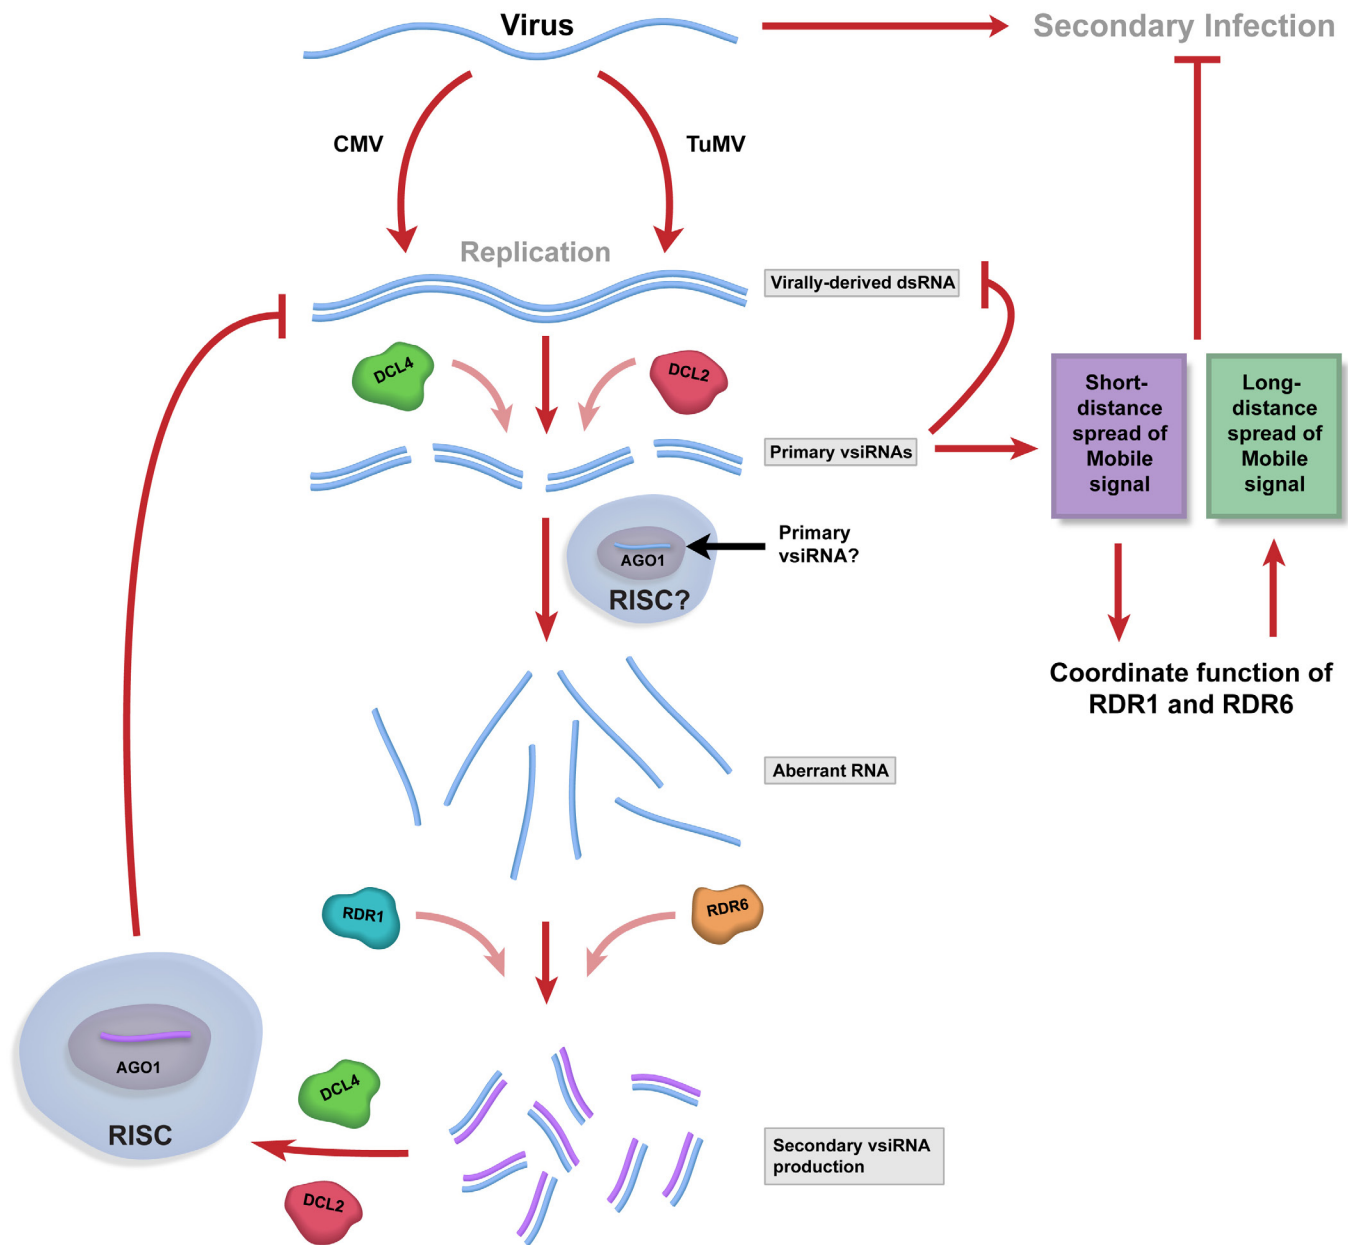 Virus
Secondary Infection
CMV
TuMV
Replication
Virally-derived dsRNA
DCL4
DCL2
Short-
distance
spread of
Mobile
signal
Long-
distance
spread of
Mobile
signal
Primary vsiRNAs
Primary
vsiRNA?
AGO1
RISC?
Coordinate function of
RDR1 and RDR6
Aberrant RNA
RDR1
RDR6
AGO1
RISC
DCL4
DCL2
Secondary vsiRNA
production